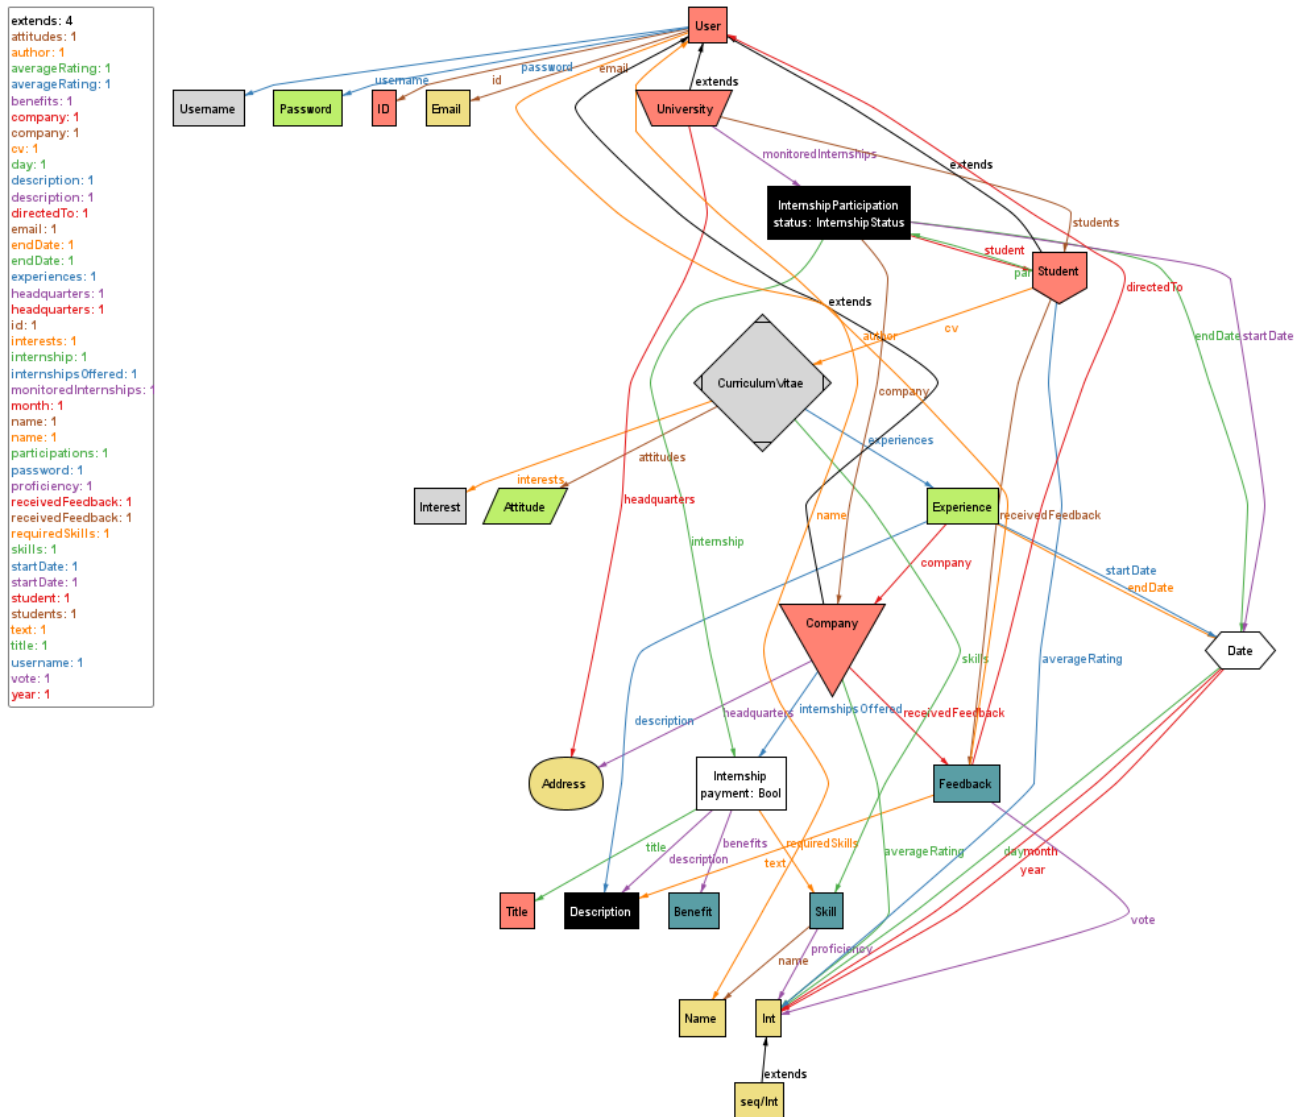 extends: 4
attitudes: 1
author: 1
averageRating: 1
averageRating: 1
benefits: 1
company: 1
company: 1
cv: 1
day: 1
description: 1
description: 1
directedTo: 1
email: 1
endDate: 1
endDate: 1
experiences: 1
headquarters: 1
headquarters: 1
id: 1
interests: 1
internship: 1
internshipsOffered: 1
monitoredInternships: 1
month: 1
name: 1
name: 1
participations: 1
password: 1
proficiency: 1
receivedFeedback: 1
receivedFeedback: 1
requiredSkills: 1
skills: 1
startDate: 1
startDate: 1
student: 1
students: 1
text: 1
title: 1
username: 1
vote: 1
year: 1
User
username
id
password
email
extends
Username
Password
ID
Email
University
monitoredInternships
extends
InternshipParticipation
status: InternshipStatus
students
student
par
Student
directedTo
extends
author
cv
endDate
startDate
CurriculumVitae
company
experiences
attitudes
interests
Interest
Attitude
headquarters
name
Experience
receivedFeedback
internship
company
startDate
endDate
Company
skills
averageRating
Date
description
headquarters
internshipsOffered
receivedFeedback
Address
Internship
payment: Bool
Feedback
title
description
benefits
requiredSkills
text
averageRating
day
month
year
Title
Description
Benefit
Skill
vote
name
proficiency
Name
Int
extends
seq/Int